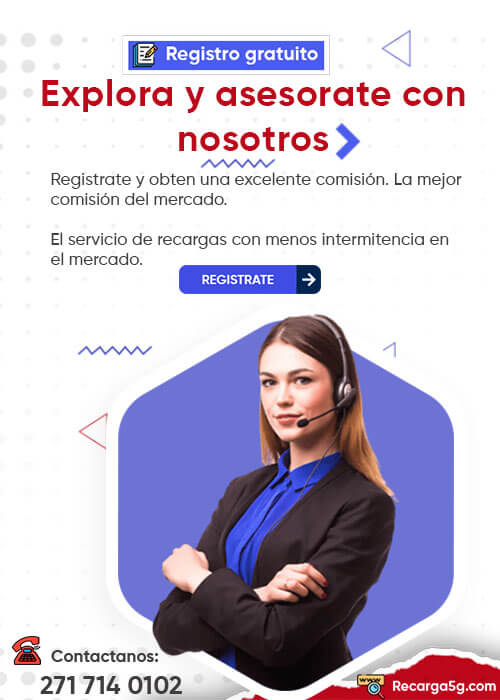 Registro gratuito
Explora y asesorate con
nosotros
Registrate y obten una excelente comisión. La mejor
comisión del mercado.
El servicio de recargas con menos intermitencia en
el mercado.
REGISTRATE
Contactanos:
271 714 0102
www
Recarga5g.com